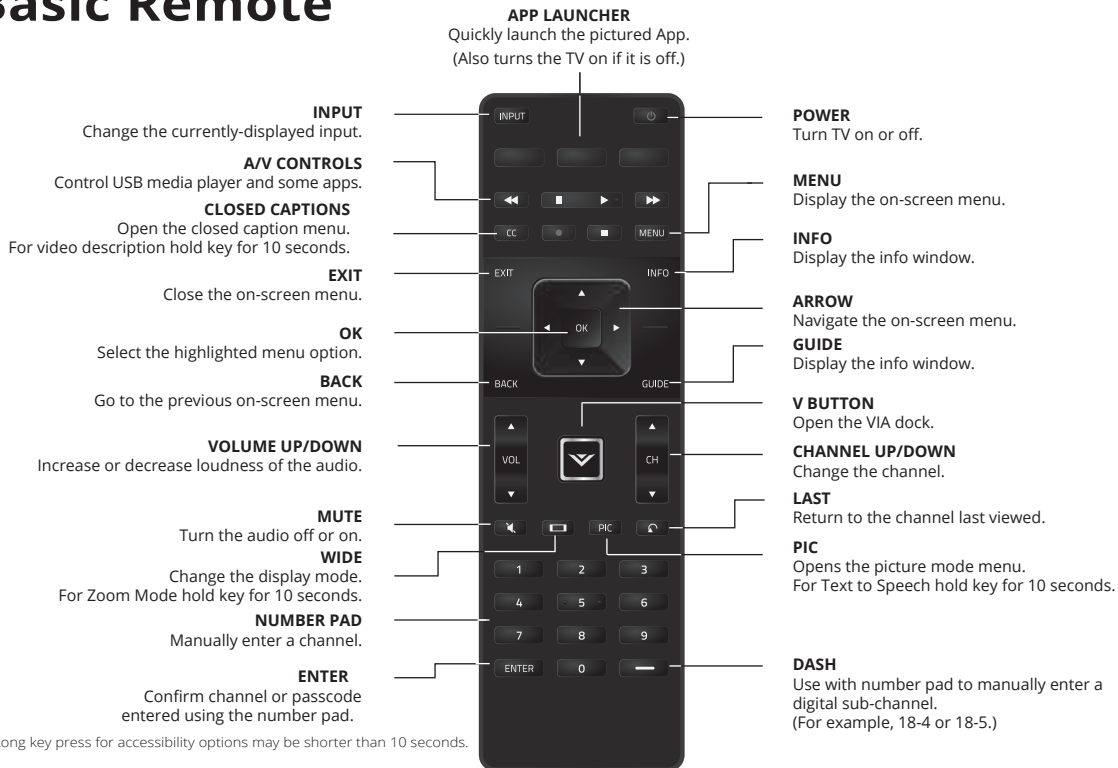 Basic Remote
APP LAUNCHER
Quickly launch the pictured App.
(Also turns the TV on if it is off.)
INPUT
Change the currently-displayed input.
A/V CONTROLS
Control USB media player and some apps.
CLOSED CAPTIONS
Open the closed caption menu.
For video description hold key for 10 seconds.
EXIT
Close the on-screen menu.
OK
Select the highlighted menu option.
BACK
Go to the previous on-screen menu.
VOLUME UP/DOWN
Increase or decrease loudness of the audio.
MUTE
Turn the audio off or on.
WIDE
Change the display mode.
For Zoom Mode hold key for 10 seconds.
NUMBER PAD
Manually enter a channel.
ENTER
Confirm channel or passcode
entered using the number pad.
Long key press for accessibility options may be shorter than 10 seconds.
INPUT
CC MENU
EXIT INFO
OK
BACK GUIDE
VOL CH
PIC
1 2 3
4 5 6
7 8 9
ENTER 0
POWER
Turn TV on or off.
MENU
Display the on-screen menu.
INFO
Display the info window.
ARROW
Navigate the on-screen menu.
GUIDE
Display the info window.
V BUTTON
Open the VIA dock.
CHANNEL UP/DOWN
Change the channel.
LAST
Return to the channel last viewed.
PIC
Opens the picture mode menu.
For Text to Speech hold key for 10 seconds.
DASH
Use with number pad to manually enter a
digital sub-channel.
(For example, 18-4 or 18-5.)